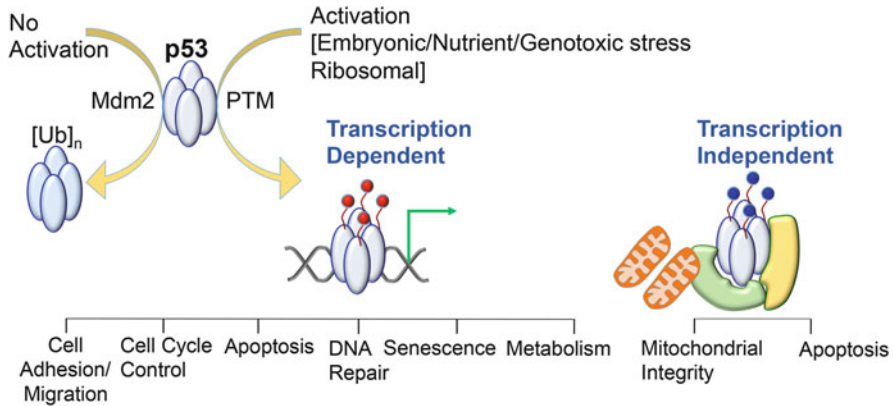 No
Activation
p53
Activation
[Embryonic/Nutrient/Genotoxic stress
Ribosomal]
Mdm2
PTM
[Ub]n
Transcription
Dependent
Transcription
Independent
Cell
Adhesion/
Migration
Cell Cycle
Control
Apoptosis
DNA
Repair
Senescence
Metabolism
Mitochondrial
Integrity
Apoptosis